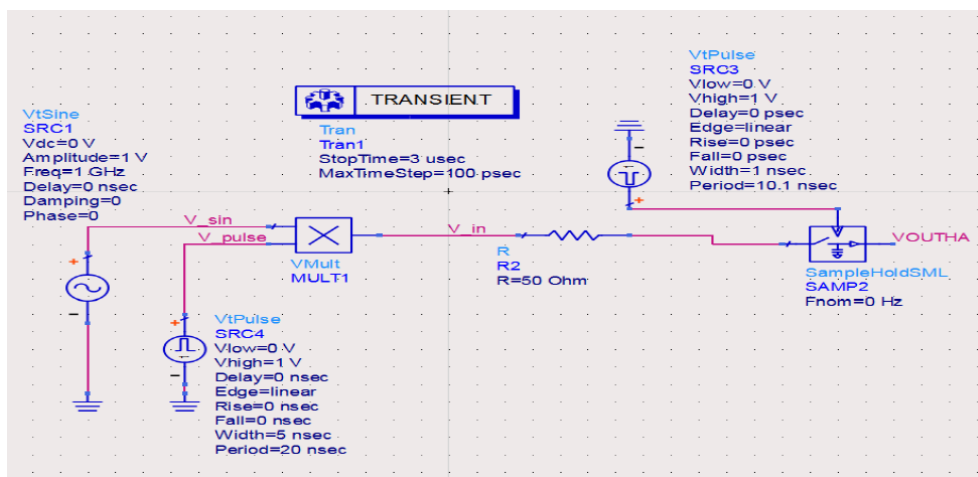 VtPulse
SRC3
Vlow=0 V
Vhigh=1 V
Delay=0 psec
Edge=linear
Rise=0 psec
Fall=0 psec
Width=1 nsec
Period=10.1 nsec
TRANSIENT
Tran
Tran1
StopTime=3 usec
MaxTimeStep=100 psec
VtSine
SRC1
Vdc=0 V
Amplitude=1 V
Freq=1 GHz
Delay=0 nsec
Damping=0
Phase=0
V_sin
V_pulse
VMult
MULT1
V_in
R
R2
R=50 Ohm
VOUTHA
SampleHoldSML
SAMP2
Fnom=0 Hz
VtPulse
SRC4
Vlow=0 V
Vhigh=1 V
Delay=0 nsec
Edge=linear
Rise=0 nsec
Fall=0 nsec
Width=5 nsec
Period=20 nsec